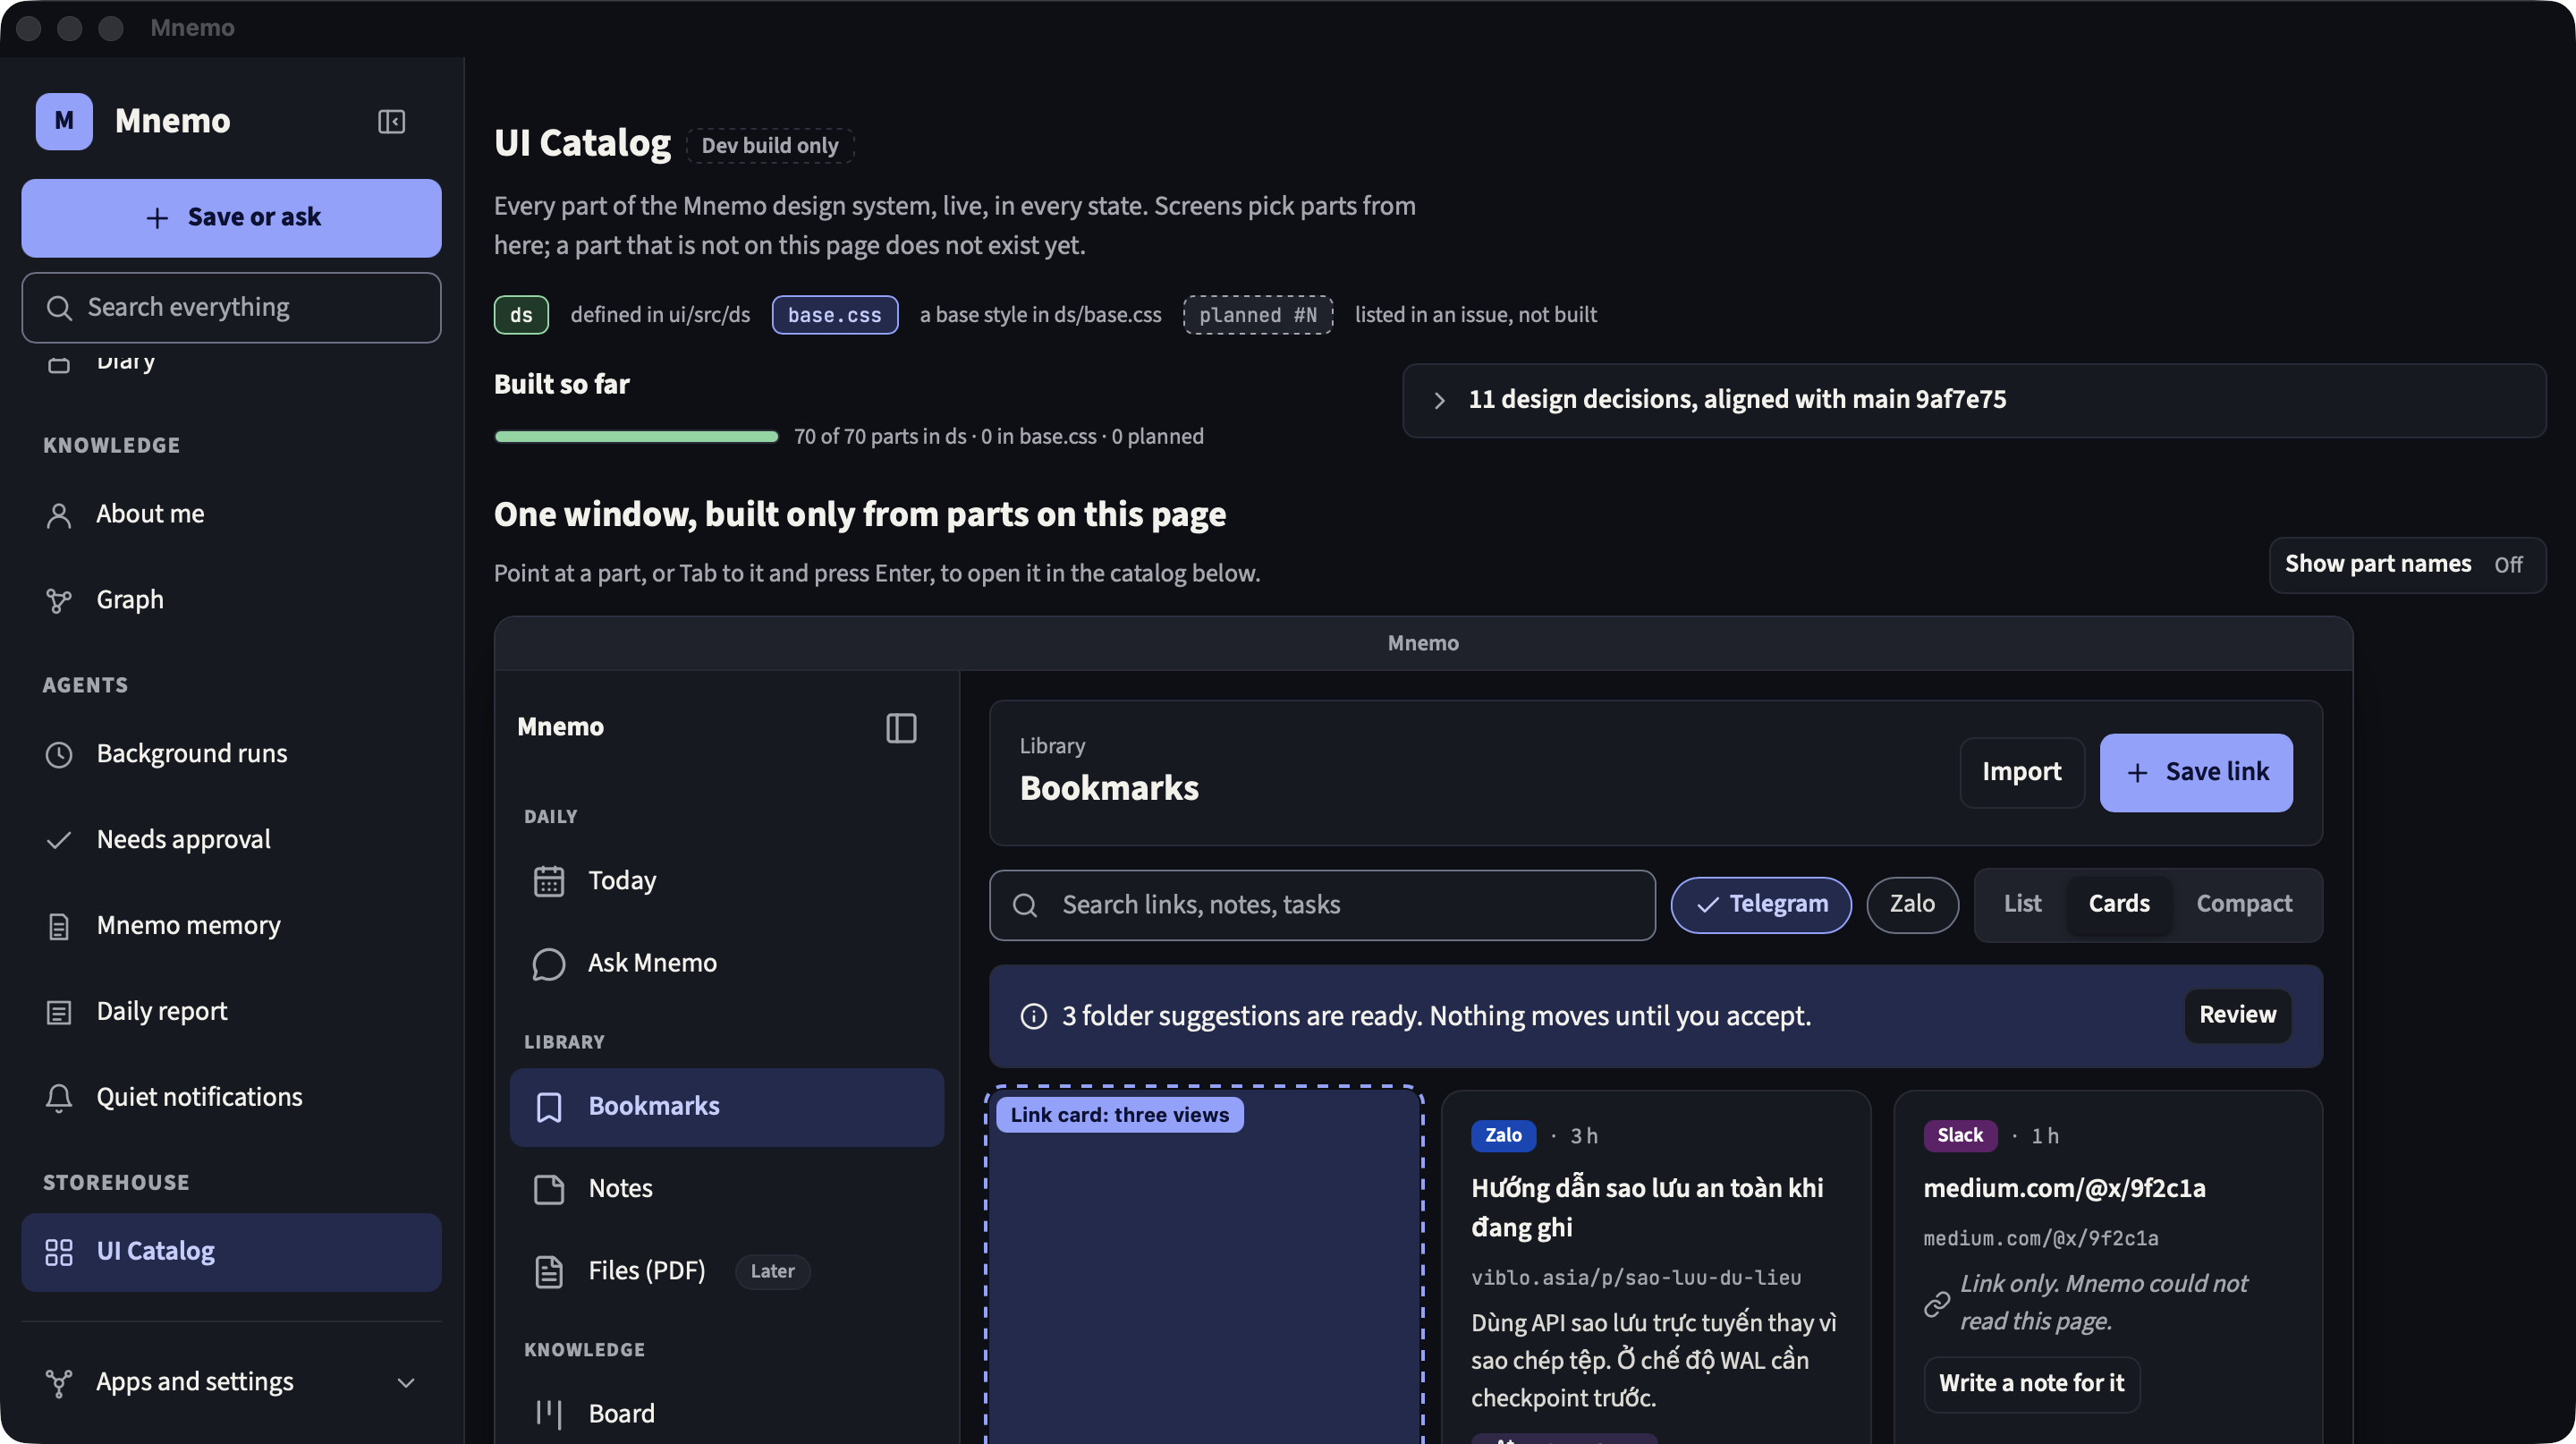 Mnemo
M
Mnemo
Save or ask
Search everything
Diary
KNOWLEDGE
About me
Graph
AGENTS
Background runs
Needs approval
Mnemo memory
Daily report
Quiet notifications
STOREHOUSE
UI Catalog
Apps and settings
UI Catalog
Dev build only
Every part of the Mnemo design system, live, in every state. Screens pick parts from
here; a part that is not on this page does not exist yet.
ds defined in ui/src/ds base.css a base style in ds/base.css planned #N listed in an issue, not built
Built so far
70 of 70 parts in ds · 0 in base.css · 0 planned
11 design decisions, aligned with main 9af7e75
One window, built only from parts on this page
Point at a part, or Tab to it and press Enter, to open it in the catalog below.
Show part names Off
Mnemo
Mnemo
DAILY
Today
Ask Mnemo
LIBRARY
Bookmarks
Notes
Files (PDF) Later
KNOWLEDGE
Board
Library
Bookmarks
Import
Save link
Search links, notes, tasks
Telegram
Zalo
List
Cards
Compact
3 folder suggestions are ready. Nothing moves until you accept.
Review
Link card: three views
Zalo · 3 h
Hướng dẫn sao lưu an toàn khi
đang ghi
viblo.asia/p/sao-luu-du-lieu
Dùng API sao lưu trực tuyến thay vì
sao chép tệp. Ở chế độ WAL cần
checkpoint trước.
Slack · 1 h
medium.com/@x/9f2c1a
medium.com/@x/9f2c1a
Link only. Mnemo could not
read this page.
Write a note for it